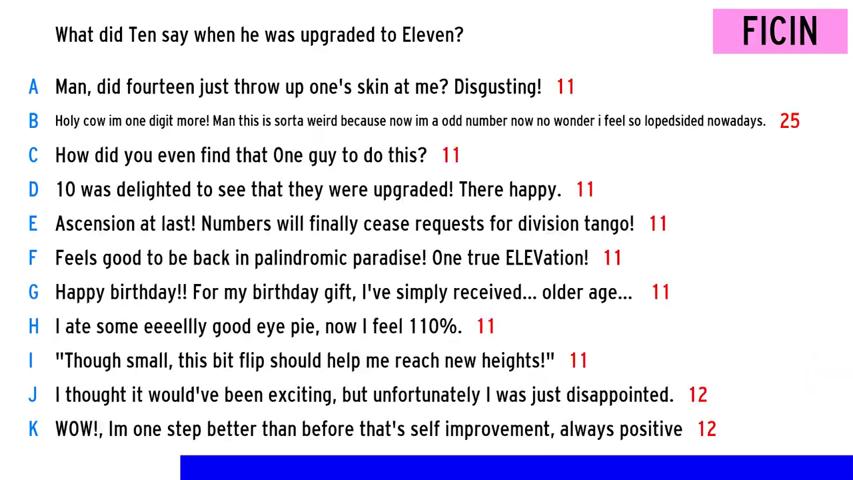 What did Ten say when he was upgraded to Eleven?
FICIN
A Man, did fourteen just throw up one's skin at me? Disgusting! 11
B Holy cow im one digit more! Man this is sorta weird because now im a odd number now no wonder i feel so lopedsided nowadays. 25
C How did you even find that One guy to do this? 11
D 10 was delighted to see that they were upgraded! There happy. 11
E Ascension at last! Numbers will finally cease requests for division tango! 11
F Feels good to be back in palindromic paradise! One true ELEVation! 11
G Happy birthday!! For my birthday gift, I've simply received... older age... 11
H I ate some eeeellly good eye pie, now I feel 110%. 11
I "Though small, this bit flip should help me reach new heights!" 11
J I thought it would've been exciting, but unfortunately I was just disappointed. 12
K WOW!, Im one step better than before that's self improvement, always positive 12